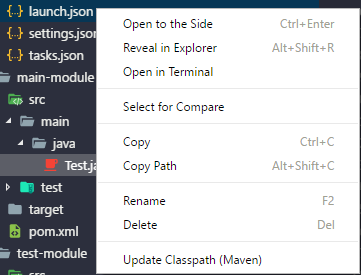 launch.json
settings.json
tasks.json
main-module
src
main
java
Test.ja
test
target
pom.xml
test-module
Open to the Side Ctrl+Enter
Reveal in Explorer Alt+Shift+R
Open in Terminal
Select for Compare
Copy Ctrl+C
Copy Path Alt+Shift+C
Rename F2
Delete Del
Update Classpath (Maven)